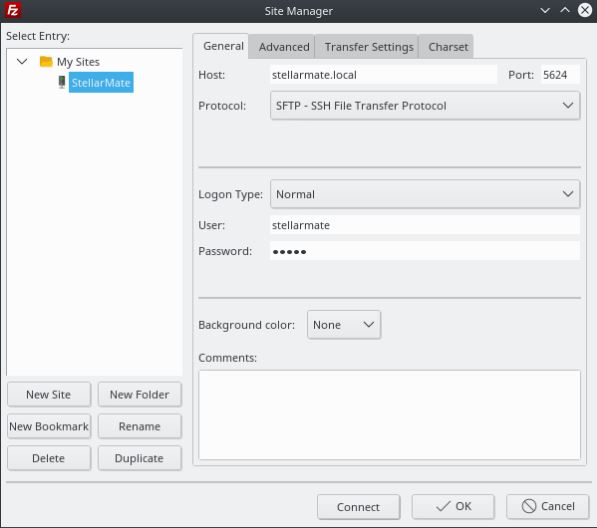 Fz
Site Manager
Select Entry:
My Sites
StellarMate
New Site
New Folder
New Bookmark
Rename
Delete
Duplicate
General
Advanced
Transfer Settings
Charset
Host:
stellarmate.local
Port:
5624
Protocol:
SFTP - SSH File Transfer Protocol
Logon Type:
Normal
User:
stellarmate
Password:
●●●●●
Background color:
None
Comments:
Connect
OK
Cancel